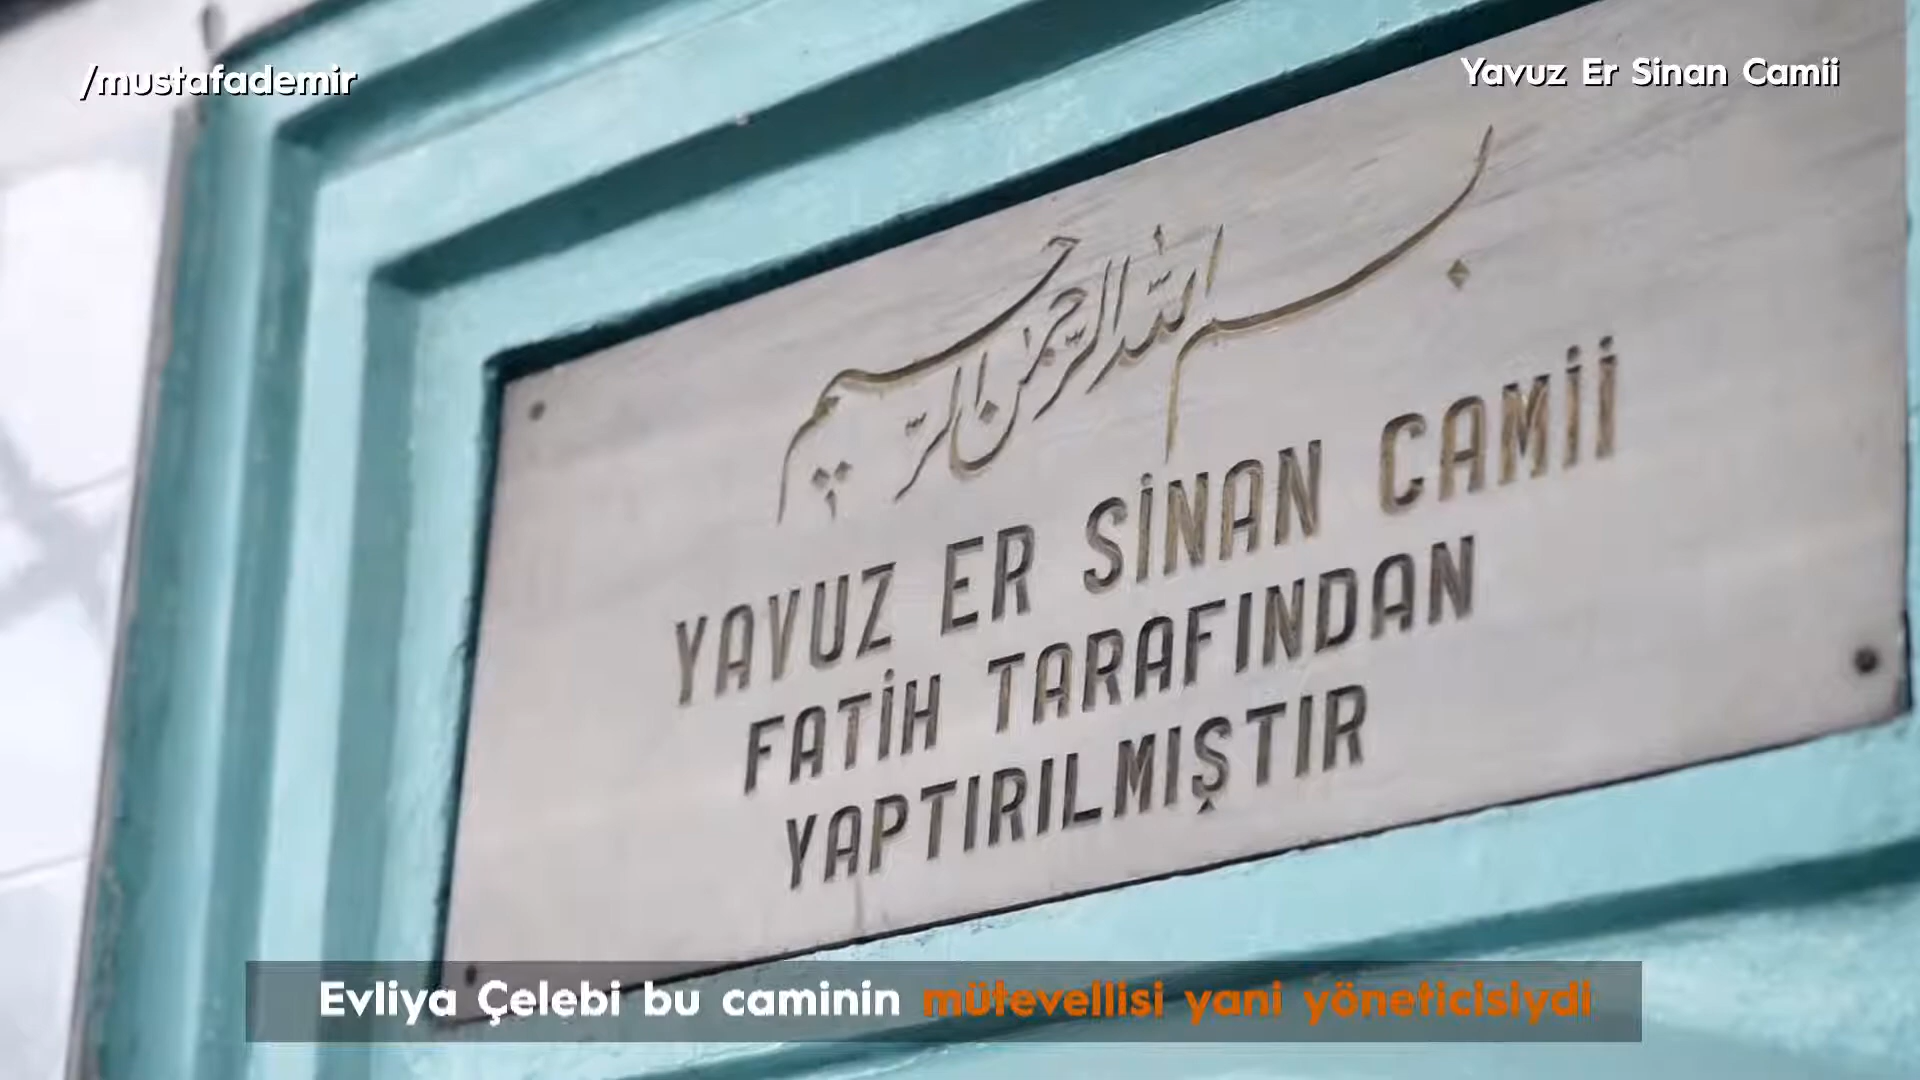 /mustafademir
Yavuz Er Sinan Camii
بسم الله الرحمن الرحيم
YAVUZ ER SİNAN CAMİİ
FATİH TARAFINDAN
YAPTIRILMIŞTIR
Evliya Çelebi bu caminin mütevellisi yani yöneticisiydi